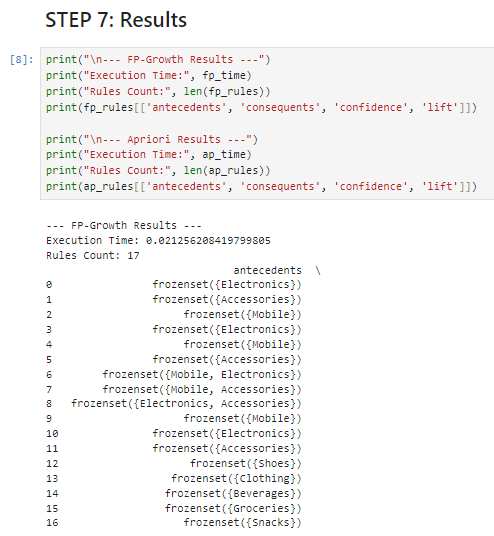 STEP 7: Results
[8]: print("\n--- FP-Growth Results ---")
print("Execution Time:", fp_time)
print("Rules Count:", len(fp_rules))
print(fp_rules[['antecedents', 'consequents', 'confidence', 'lift']])

print("\n--- Apriori Results ---")
print("Execution Time:", ap_time)
print("Rules Count:", len(ap_rules))
print(ap_rules[['antecedents', 'consequents', 'confidence', 'lift']])

--- FP-Growth Results ---
Execution Time: 0.021256208419799805
Rules Count: 17
antecedents \
0 frozenset({Electronics})
1 frozenset({Accessories})
2 frozenset({Mobile})
3 frozenset({Electronics})
4 frozenset({Mobile})
5 frozenset({Accessories})
6 frozenset({Mobile, Electronics})
7 frozenset({Mobile, Accessories})
8 frozenset({Electronics, Accessories})
9 frozenset({Mobile})
10 frozenset({Electronics})
11 frozenset({Accessories})
12 frozenset({Shoes})
13 frozenset({Clothing})
14 frozenset({Beverages})
15 frozenset({Groceries})
16 frozenset({Snacks})